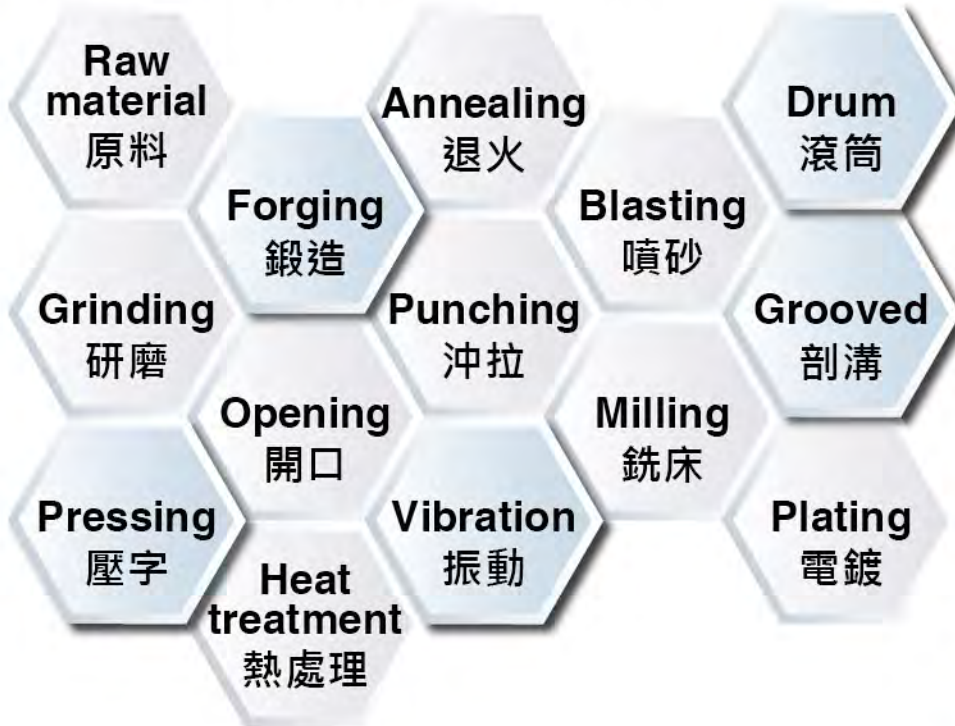 Raw
material
原料
Annealing
退火
Drum
滾筒
Forging
鍛造
Blasting
噴砂
Grinding
研磨
Punching
沖拉
Grooved
剖溝
Opening
開口
Milling
銑床
Pressing
壓字
Vibration
振動
Plating
電鍍
Heat
treatment
熱處理